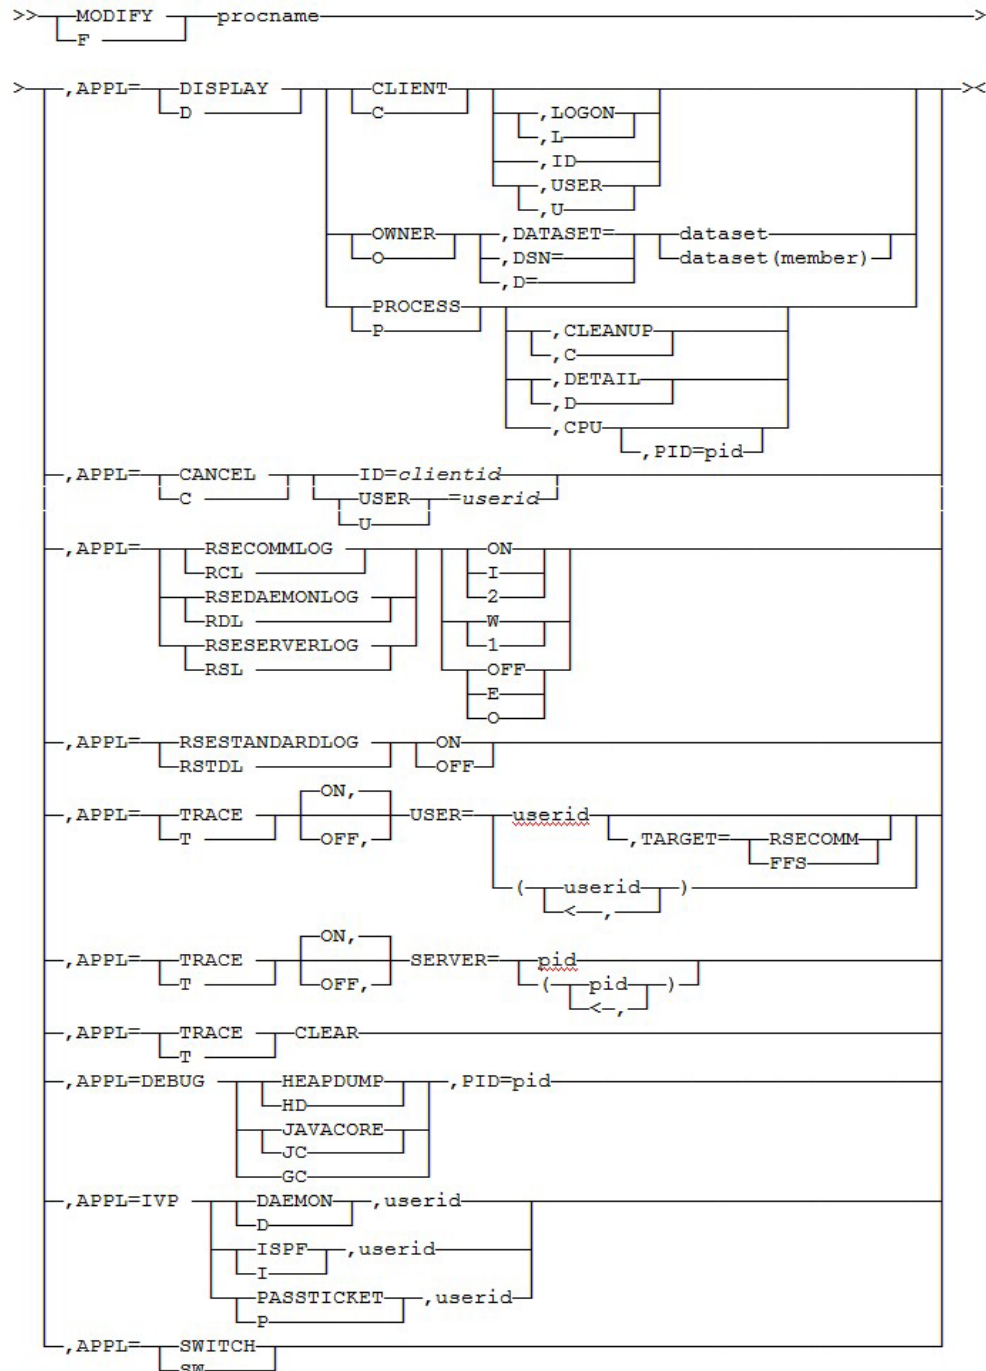 >> MODIFY procname >
F
> ,APPL= DISPLAY CLIENT ><
D C ,LOGON
,L
,ID
,USER
,U
OWNER ,DATASET= dataset
O ,DSN= dataset(member)
,D=
PROCESS
P
,CLEANUP
,C
,DETAIL
,D
,CPU
,PID=pid
,APPL= CANCEL ID=clientid
C USER =userid
U
,APPL= RSECOMMLOG ON
RCL I
RSEDAEMONLOG 2
RDL W
RSESERVERLOG 1
RSL OFF
E
O
,APPL= RSESTANDARDLOG ON
RSTDL OFF
ON,
,APPL= TRACE USER= userid
T OFF, ,TARGET= RSECOMM
FFS
( userid )
< ,
ON,
,APPL= TRACE SERVER= pid
T OFF, ( pid )
< ,
,APPL= TRACE CLEAR
T
,APPL=DEBUG HEAPDUMP ,PID=pid
HD
JAVACORE
JC
GC
,APPL=IVP DAEMON ,userid
D
ISPF ,userid
I
PASSTICKET ,userid
P
,APPL= SWITCH
SW